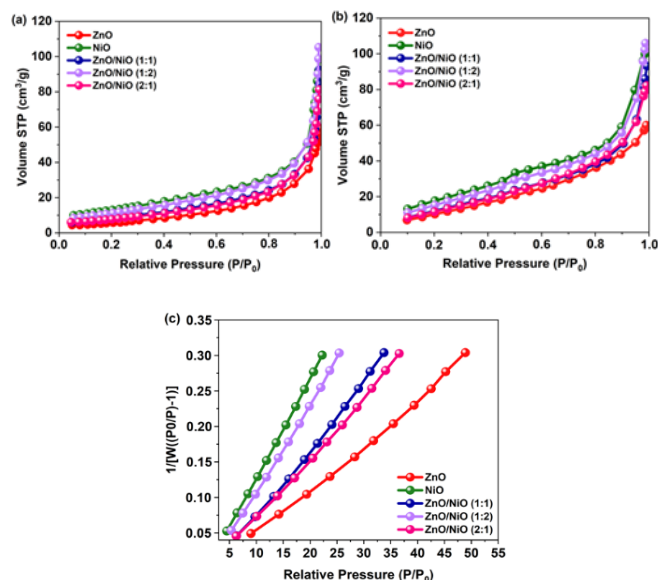 (a)
120
100
80
60
40
20
0
Volume STP (cm³/g)
ZnO
NiO
ZnO/NiO (1:1)
ZnO/NiO (1:2)
ZnO/NiO (2:1)
0.0 0.2 0.4 0.6 0.8 1.0
Relative Pressure (P/P₀)
(b)
120
100
80
60
40
20
0
Volume STP (cm³/g)
ZnO
NiO
ZnO/NiO (1:1)
ZnO/NiO (1:2)
ZnO/NiO (2:1)
0.0 0.2 0.4 0.6 0.8 1.0
Relative Pressure (P/P₀)
(c)
0.30
0.25
0.20
0.15
0.10
0.05
1/[W((P0/P)-1)]
ZnO
NiO
ZnO/NiO (1:1)
ZnO/NiO (1:2)
ZnO/NiO (2:1)
5 10 15 20 25 30 35 40 45 50 55
Relative Pressure (P/P₀)